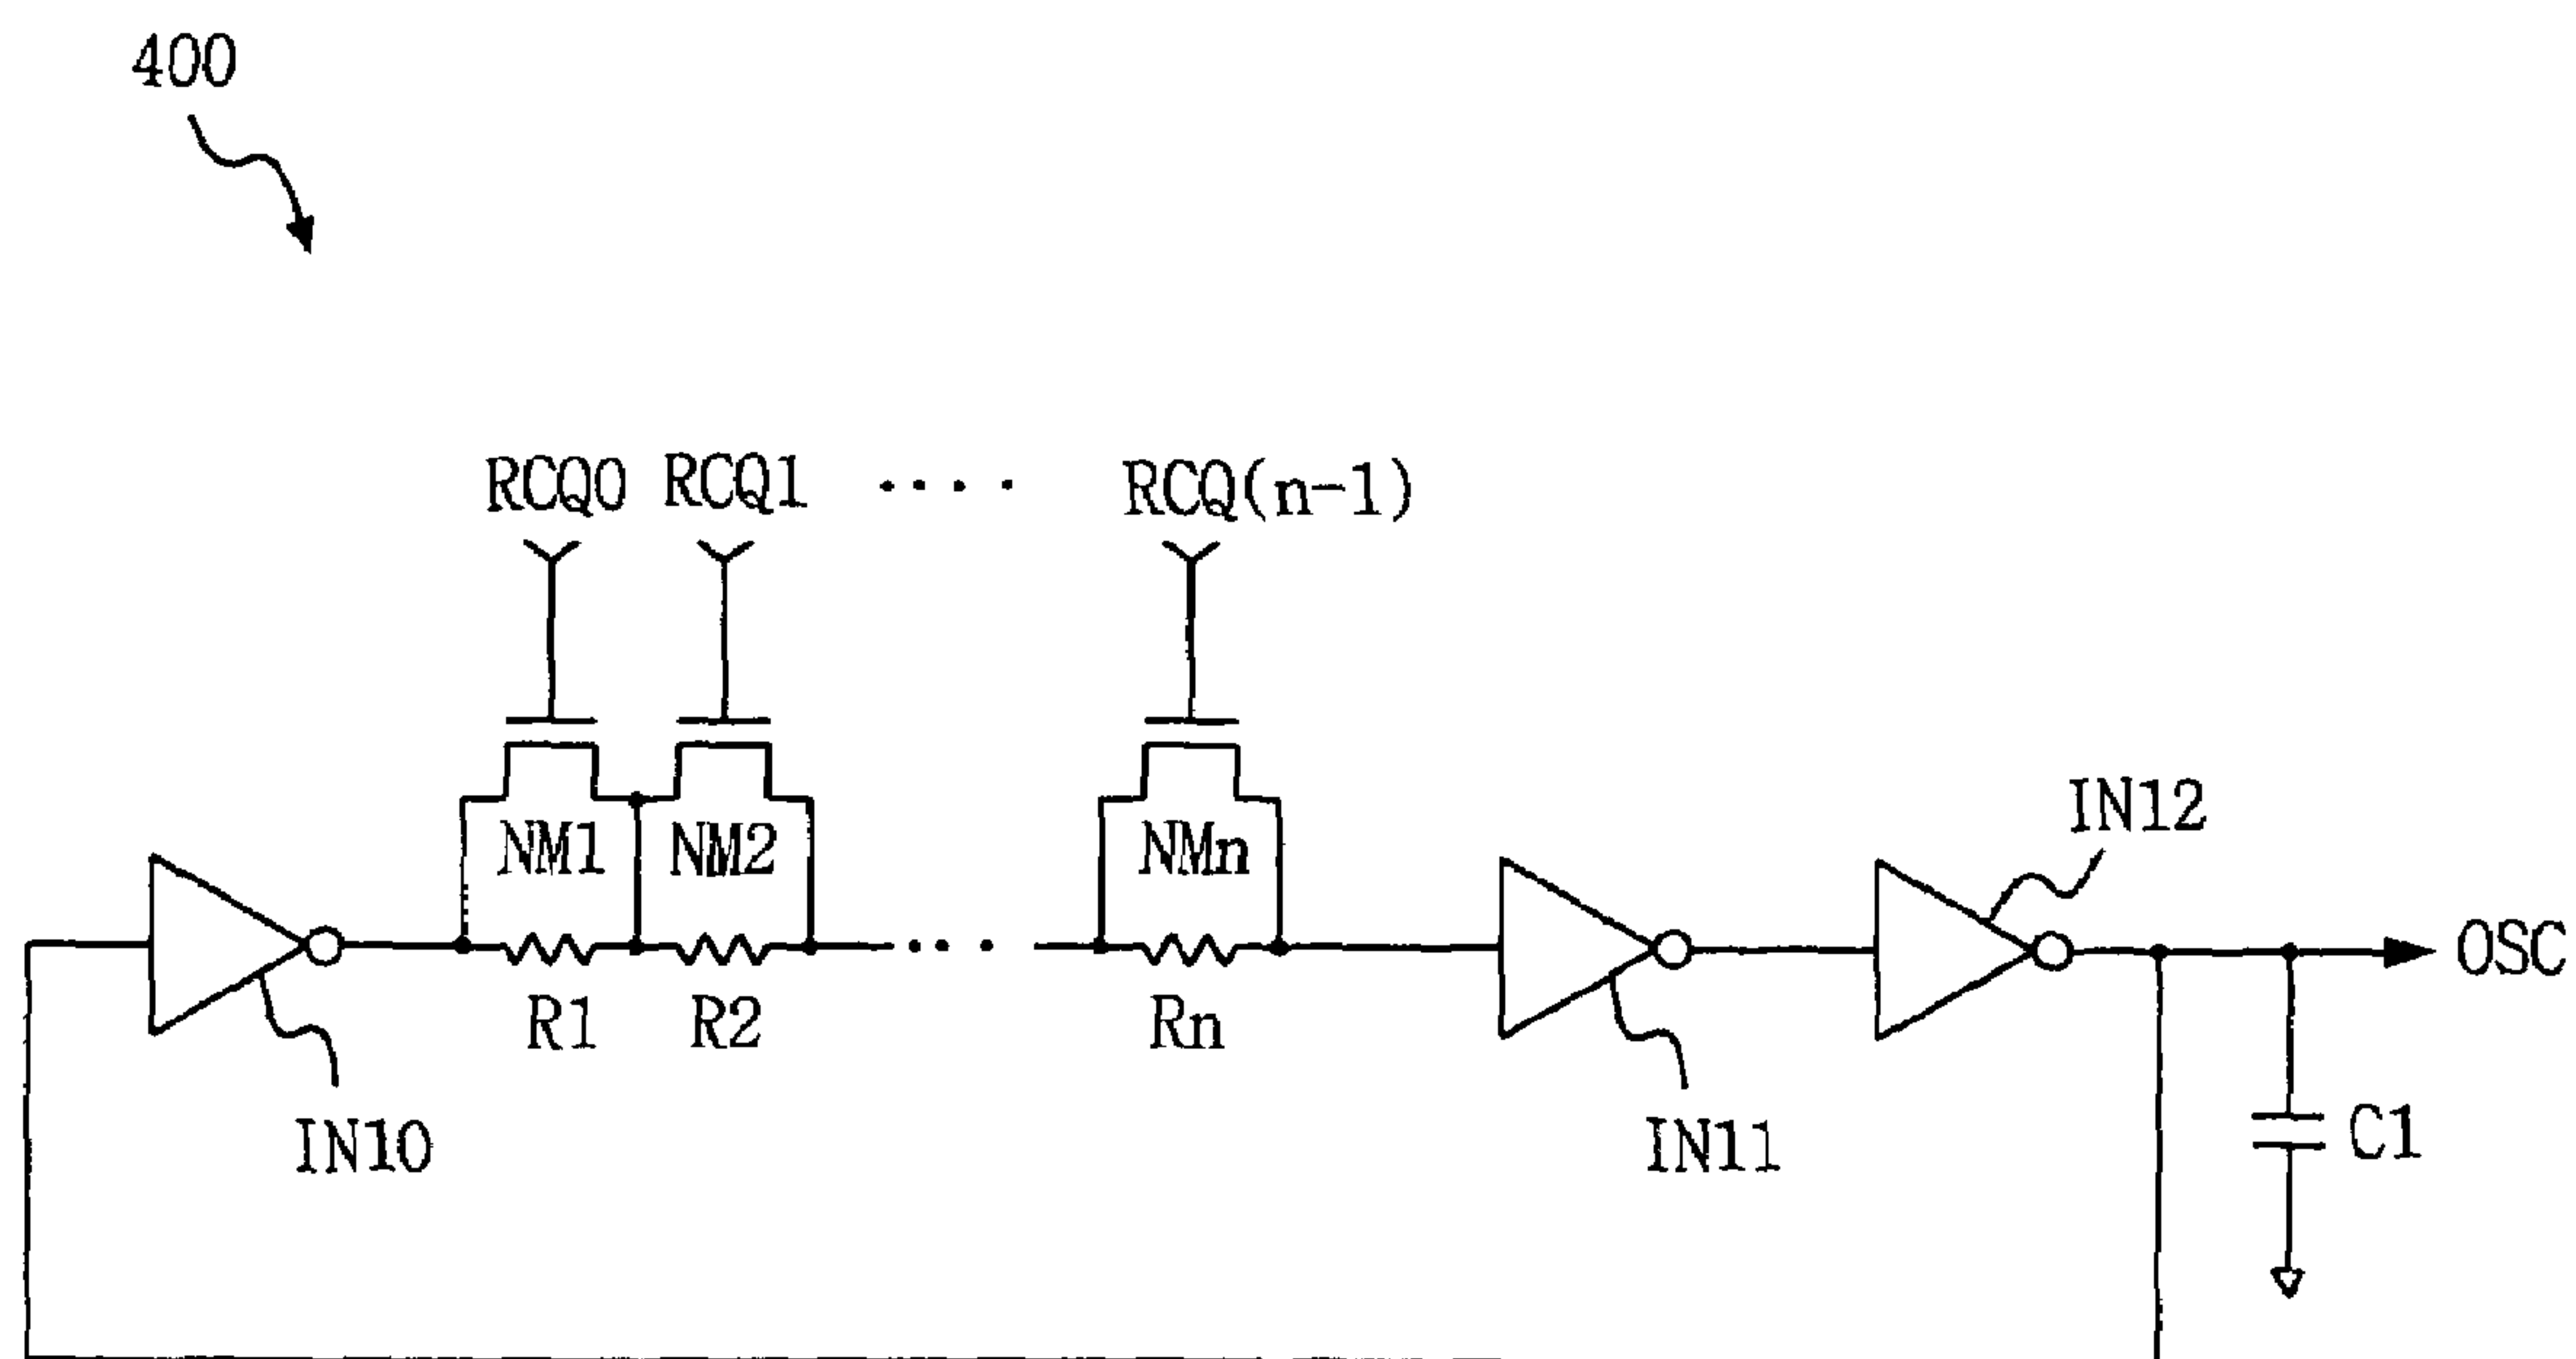 400
RCQ0 RCQ1 ···· RCQ(n-1)
NM1 NM2 NMn
IN12
OSC
R1 R2 Rn
IN10 IN11 C1